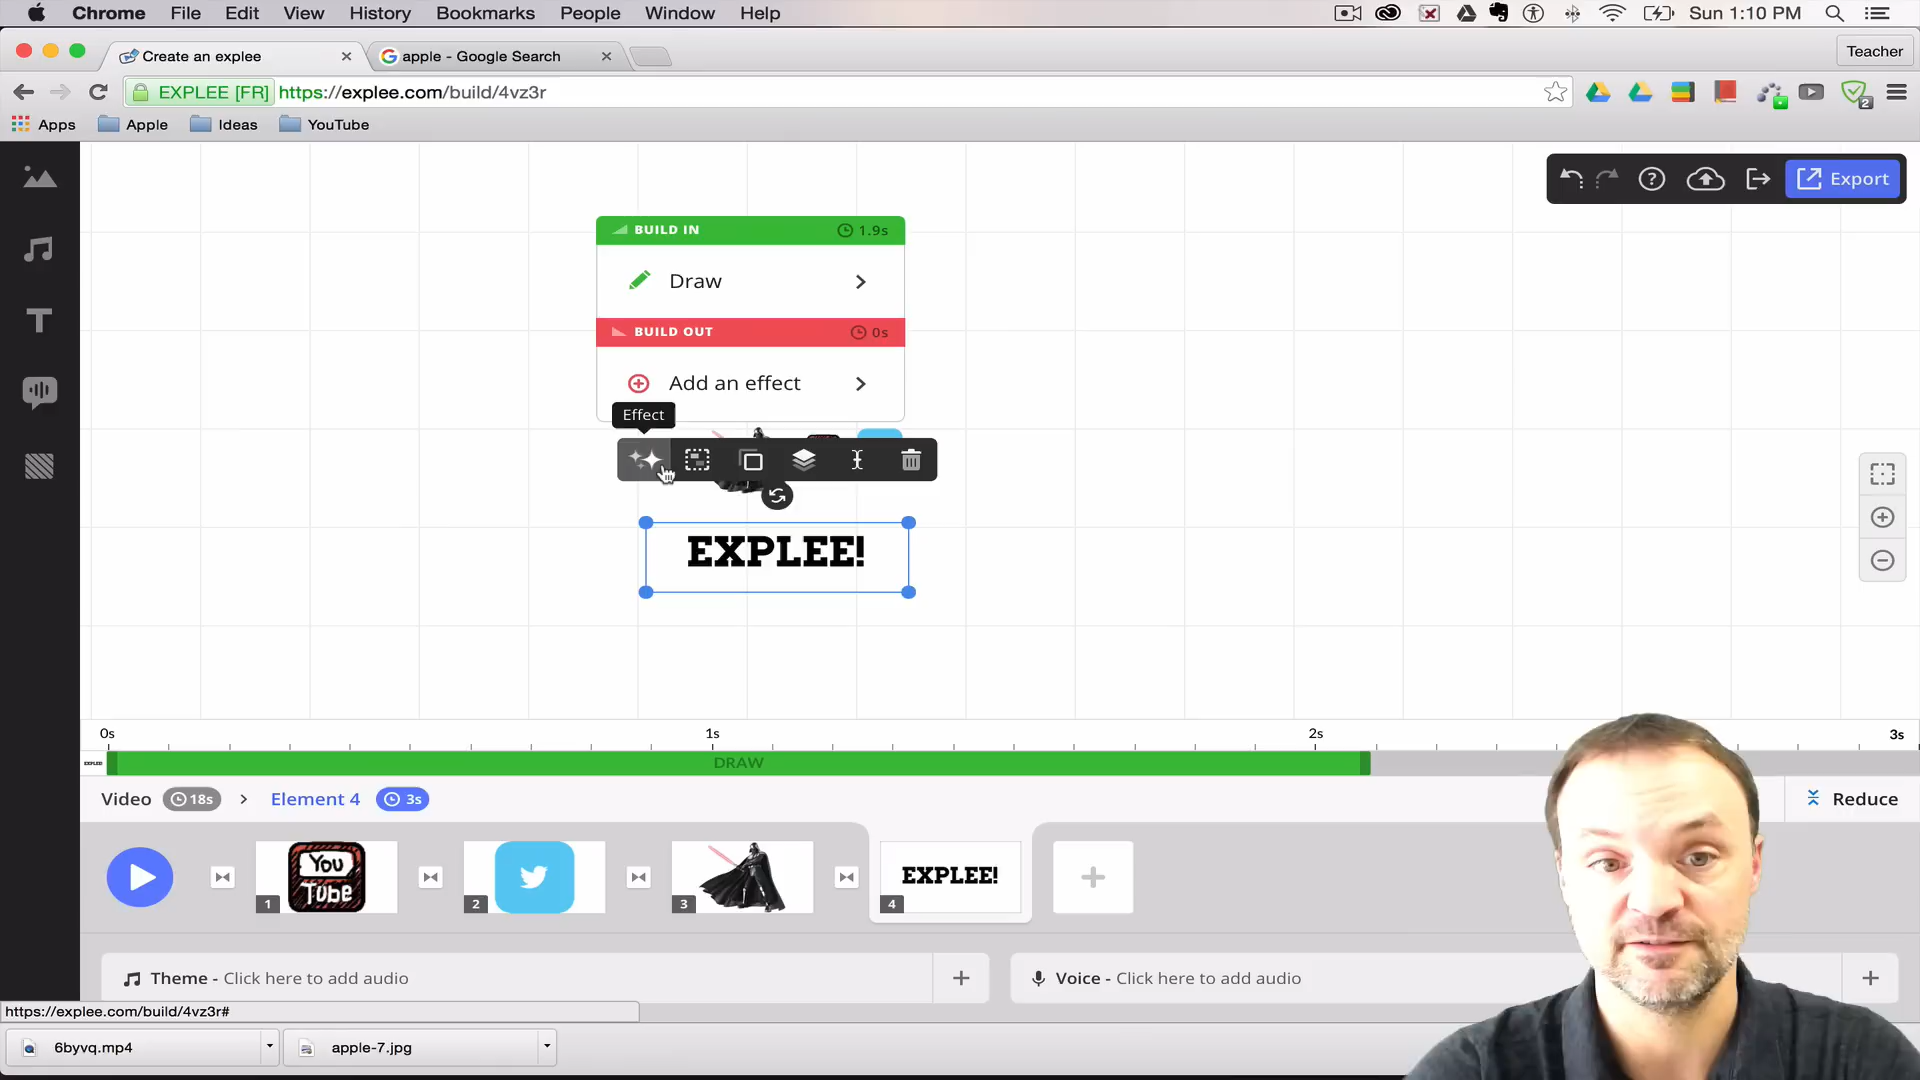 Chrome File Edit View History Bookmarks People Window Help Sun 1:10 PM
Create an explee apple - Google Search Teacher
EXPLEE [FR] https://explee.com/build/4vz3r 2
Apps Apple Ideas YouTube
Export
BUILD IN 1.9s
Draw
BUILD OUT 0s
Add an effect
Effect
EXPLEE!
0s 1s 2s 3s
EXPLEE DRAW
Video 18s Element 4 3s Reduce
You Tube EXPLEE!
1 2 3 4
Theme - Click here to add audio Voice - Click here to add audio
https://explee.com/build/4vz3r#
6byvq.mp4 apple-7.jpg